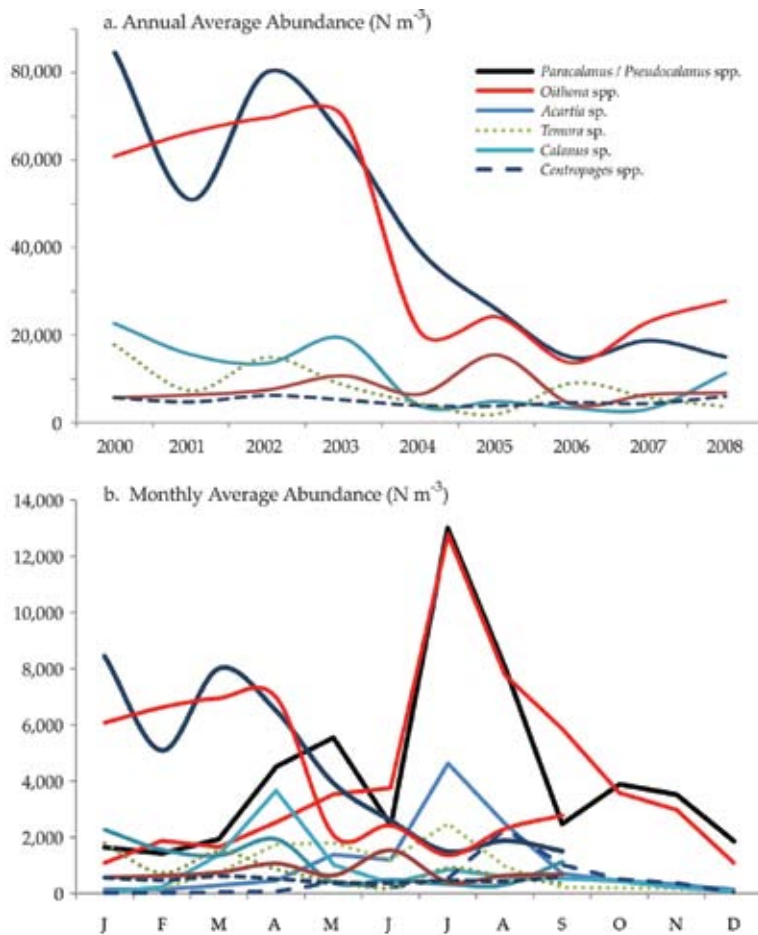 a. Annual Average Abundance (N m-3)
80,000
60,000
40,000
20,000
0
Paracalanus / Pseudocalanus spp.
Oithona spp.
Acartia sp.
Temora sp.
Calanus sp.
Centropages spp.
2000 2001 2002 2003 2004 2005 2006 2007 2008
b. Monthly Average Abundance (N m-3)
14,000
12,000
10,000
8,000
6,000
4,000
2,000
0
J F M A M J J A S O N D